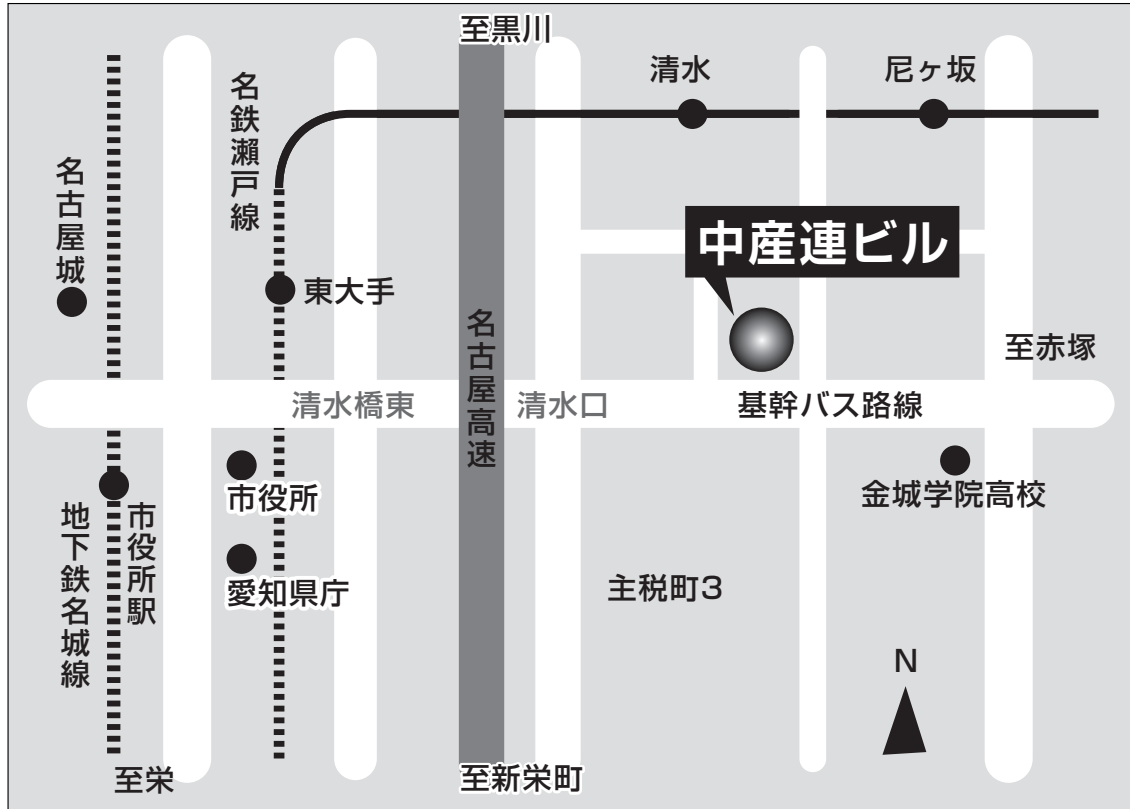 至黒川
清水
尼ヶ坂
名鉄瀬戸線
名古屋城
中産連ビル
東大手
名古屋高速
至赤塚
清水橋東
清水口
基幹バス路線
市役所
金城学院高校
地下鉄名城線
市役所駅
愛知県庁
主税町3
N
至栄
至新栄町